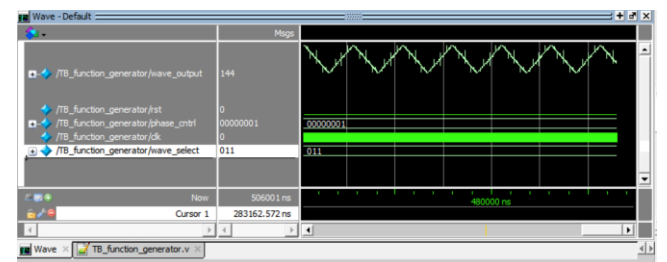 Wave - Default
Msgs
/TB_function_generator/wave_output 144
/TB_function_generator/rst 0
/TB_function_generator/phase_cntrl 00000001 00000001
/TB_function_generator/clk 0
/TB_function_generator/wave_select 011 011
Now 506001 ns 480000 ns
Cursor 1 283162.572 ns
Wave TB_function_generator.v